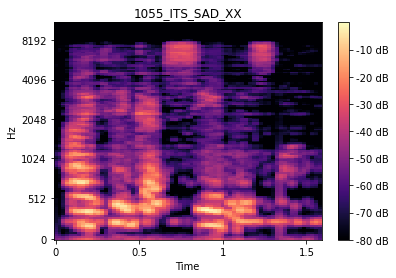 1055_ITS_SAD_XX
8192
4096
2048
1024
512
0
Hz
0
0.5
1
1.5
Time
-10 dB
-20 dB
-30 dB
-40 dB
-50 dB
-60 dB
-70 dB
-80 dB